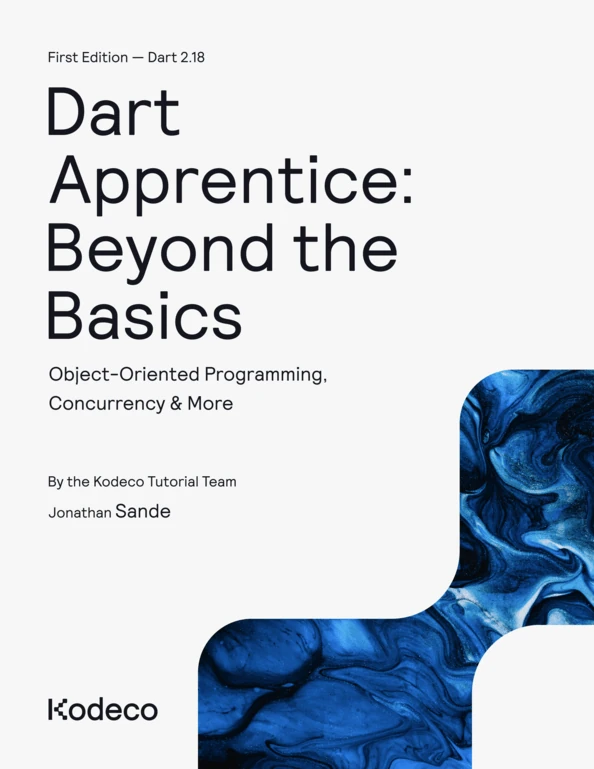 First Edition — Dart 2.18
Dart
Apprentice:
Beyond the
Basics
Object-Oriented Programming,
Concurrency & More
By the Kodeco Tutorial Team
Jonathan Sande
Kodeco